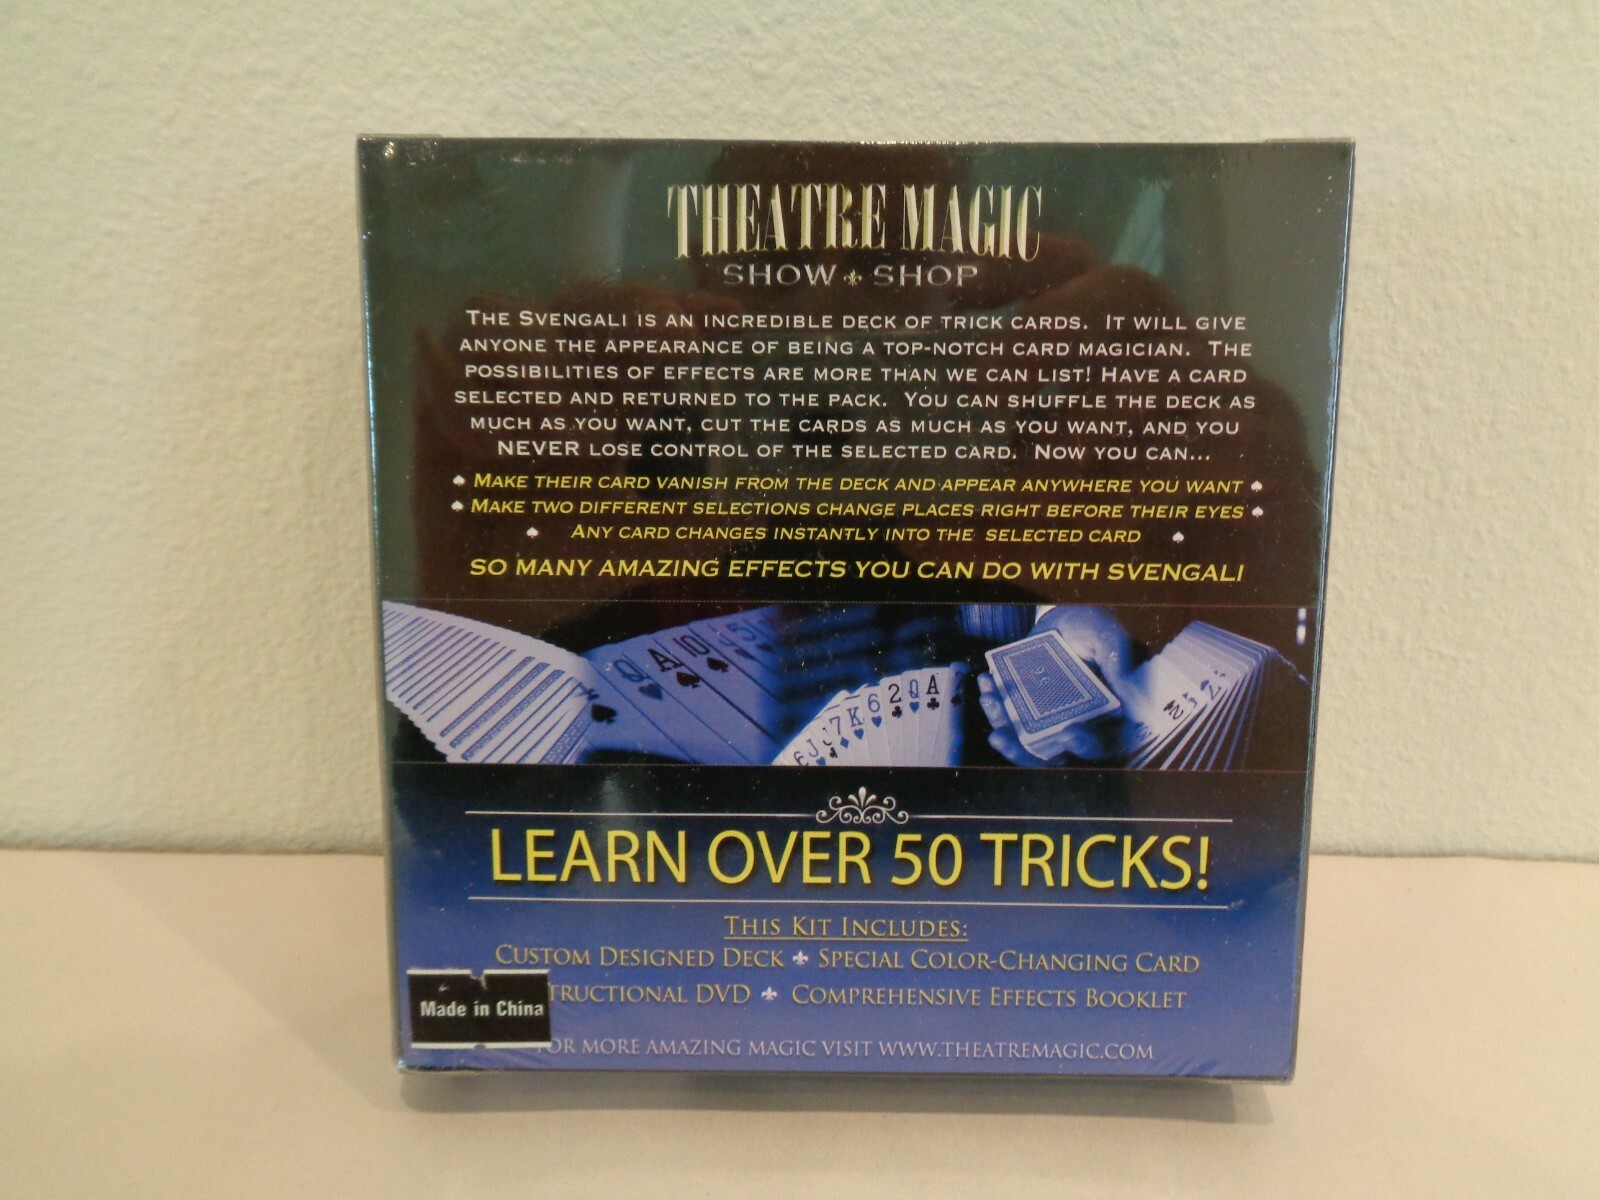 THEATRE MAGIC
SHOW SHOP
THE SVENGALI IS AN INCREDIBLE DECK OF TRICK CARDS. IT WILL GIVE
ANYONE THE APPEARANCE OF BEING A TOP-NOTCH CARD MAGICIAN. THE
POSSIBILITIES OF EFFECTS ARE MORE THAN WE CAN LIST! HAVE A CARD
SELECTED AND RETURNED TO THE PACK. YOU CAN SHUFFLE THE DECK AS
MUCH AS YOU WANT, CUT THE CARDS AS MUCH AS YOU WANT, AND YOU
NEVER LOSE CONTROL OF THE SELECTED CARD. NOW YOU CAN...
♠ MAKE THEIR CARD VANISH FROM THE DECK AND APPEAR ANYWHERE YOU WANT ♠
♠ MAKE TWO DIFFERENT SELECTIONS CHANGE PLACES RIGHT BEFORE THEIR EYES ♠
♠ ANY CARD CHANGES INSTANTLY INTO THE SELECTED CARD ♠
SO MANY AMAZING EFFECTS YOU CAN DO WITH SVENGALI
Q A 10 5
6 J J 7 K 6 2 Q A
LEARN OVER 50 TRICKS!
THIS KIT INCLUDES:
CUSTOM DESIGNED DECK ⚜ SPECIAL COLOR-CHANGING CARD
TRUCTIONAL DVD ⚜ COMPREHENSIVE EFFECTS BOOKLET
Made in China
OR MORE AMAZING MAGIC VISIT WWW.THEATREMAGIC.COM